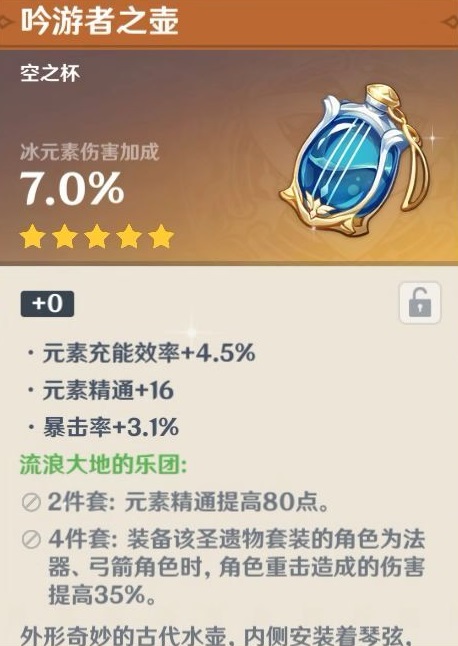 吟游者之壶
空之杯
冰元素伤害加成
7.0%
+0
·元素充能效率+4.5%
·元素精通+16
·暴击率+3.1%
流浪大地的乐团:
2件套: 元素精通提高80点。
4件套: 装备该圣遗物套装的角色为法
器、弓箭角色时, 角色重击造成的伤害
提高35%。
外形奇妙的古代水壶, 内侧安装着琴弦,